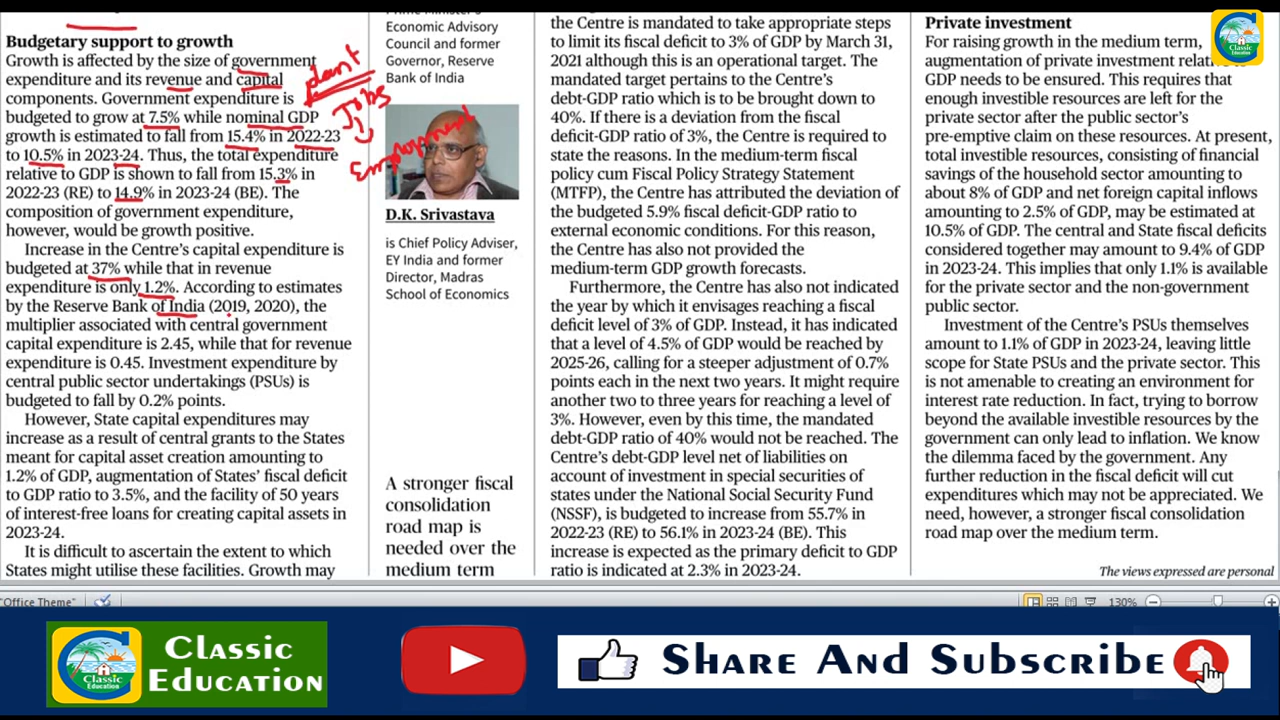 Budgetary support to growth
Growth is affected by the size of government
expenditure and its revenue and capital
components. Government expenditure is
budgeted to grow at 7.5% while nominal GDP
growth is estimated to fall from 15.4% in 2022-23
to 10.5% in 2023-24. Thus, the total expenditure
relative to GDP is shown to fall from 15.3% in
2022-23 (RE) to 14.9% in 2023-24 (BE). The
composition of government expenditure,
however, would be growth positive.
Increase in the Centre's capital expenditure is
budgeted at 37% while that in revenue
expenditure is only 1.2%. According to estimates
by the Reserve Bank of India (2019, 2020), the
multiplier associated with central government
capital expenditure is 2.45, while that for revenue
expenditure is 0.45. Investment expenditure by
central public sector undertakings (PSUs) is
budgeted to fall by 0.2% points.
However, State capital expenditures may
increase as a result of central grants to the States
meant for capital asset creation amounting to
1.2% of GDP, augmentation of States' fiscal deficit
to GDP ratio to 3.5%, and the facility of 50 years
of interest-free loans for creating capital assets in
2023-24.
It is difficult to ascertain the extent to which
States might utilise these facilities. Growth may
plant
Jobs
Employment
Economic Advisory
Council and former
Governor, Reserve
Bank of India
D.K. Srivastava
is Chief Policy Adviser,
EY India and former
Director, Madras
School of Economics
A stronger fiscal
consolidation
road map is
needed over the
medium term
the Centre is mandated to take appropriate steps
to limit its fiscal deficit to 3% of GDP by March 31,
2021 although this is an operational target. The
mandated target pertains to the Centre's
debt-GDP ratio which is to be brought down to
40%. If there is a deviation from the fiscal
deficit-GDP ratio of 3%, the Centre is required to
state the reasons. In the medium-term fiscal
policy cum Fiscal Policy Strategy Statement
(MTFP), the Centre has attributed the deviation of
the budgeted 5.9% fiscal deficit-GDP ratio to
external economic conditions. For this reason,
the Centre has also not provided the
medium-term GDP growth forecasts.
Furthermore, the Centre has also not indicated
the year by which it envisages reaching a fiscal
deficit level of 3% of GDP. Instead, it has indicated
that a level of 4.5% of GDP would be reached by
2025-26, calling for a steeper adjustment of 0.7%
points each in the next two years. It might require
another two to three years for reaching a level of
3%. However, even by this time, the mandated
debt-GDP ratio of 40% would not be reached. The
Centre's debt-GDP level net of liabilities on
account of investment in special securities of
states under the National Social Security Fund
(NSSF), is budgeted to increase from 55.7% in
2022-23 (RE) to 56.1% in 2023-24 (BE). This
increase is expected as the primary deficit to GDP
ratio is indicated at 2.3% in 2023-24.
Private investment
For raising growth in the medium term,
augmentation of private investment
GDP needs to be ensured. This requires that
enough investible resources are left for the
private sector after the public sector's
pre-emptive claim on these resources. At present,
total investible resources, consisting of financial
savings of the household sector amounting to
about 8% of GDP and net foreign capital inflows
amounting to 2.5% of GDP, may be estimated at
10.5% of GDP. The central and State fiscal deficits
considered together may amount to 9.4% of GDP
in 2023-24. This implies that only 1.1% is available
for the private sector and the non-government
public sector.
Investment of the Centre's PSUs themselves
amount to 1.1% of GDP in 2023-24, leaving little
scope for State PSUs and the private sector. This
is not amenable to creating an environment for
interest rate reduction. In fact, trying to borrow
beyond the available investible resources by the
government can only lead to inflation. We know
the dilemma faced by the government. Any
further reduction in the fiscal deficit will cut
expenditures which may not be appreciated. We
need, however, a stronger fiscal consolidation
road map over the medium term.
The views expressed are personal
Classic
Education
"Office Theme"
130%
Classic
Education
Classic
Education
Share And Subscribe